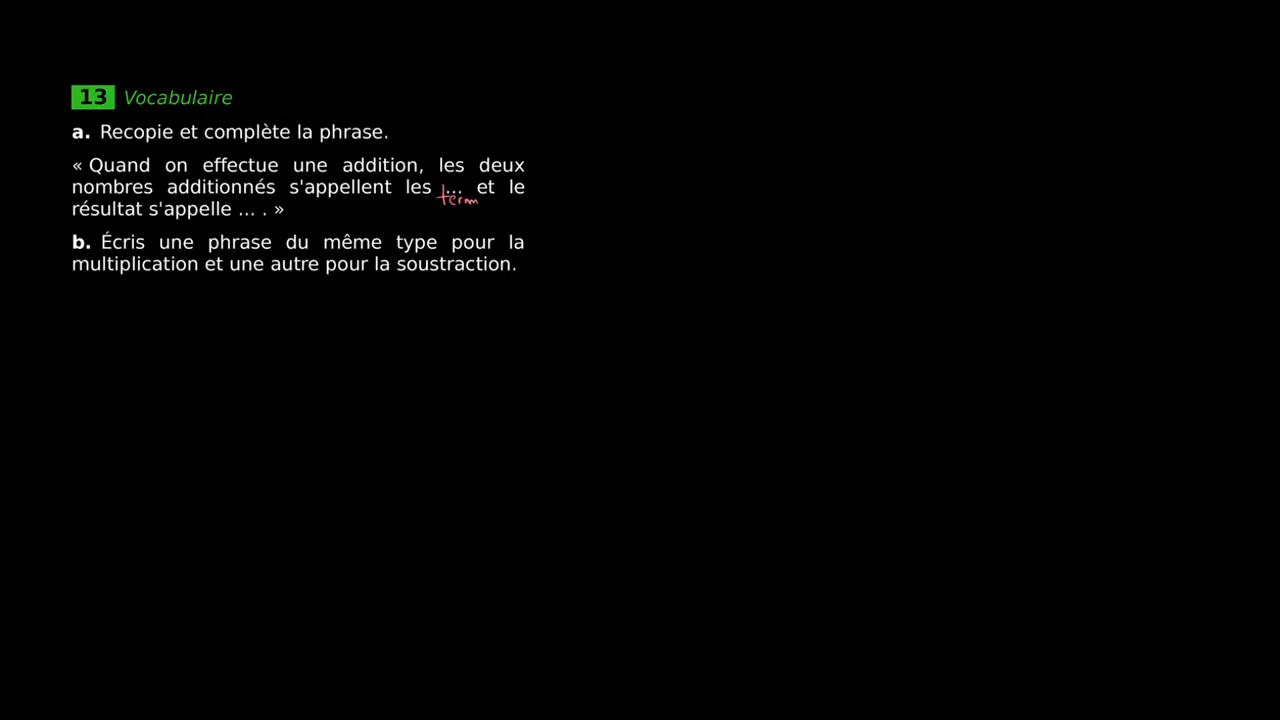 13 Vocabulaire
a. Recopie et complète la phrase.
« Quand on effectue une addition, les deux
nombres additionnés s'appellent les ... et le
term
résultat s'appelle ... . »
b. Écris une phrase du même type pour la
multiplication et une autre pour la soustraction.